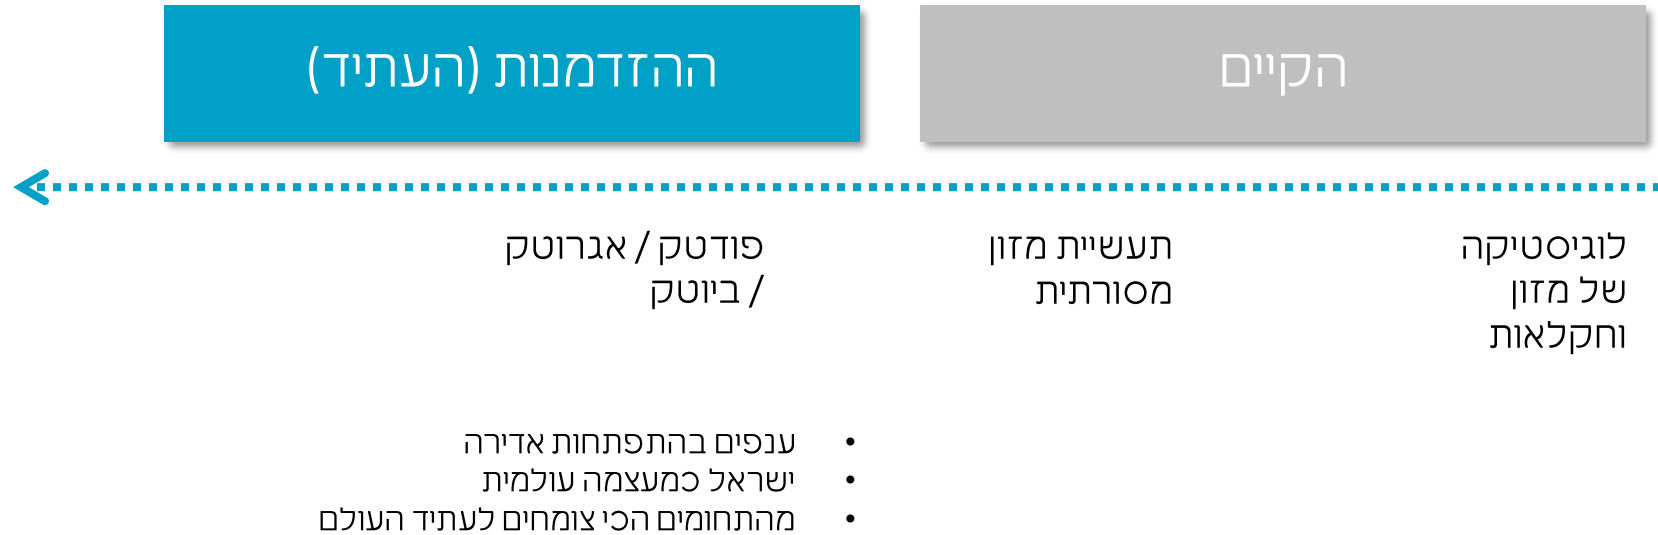 הקיים
ההזדמנות (העתיד)
לוגיסטיקה
של מזון
וחקלאות
תעשיית מזון
מסורתית
פודטק / אגרוטק
/ ביוטק
• ענפים בהתפתחות אדירה
• ישראל כמעצמה עולמית
• מהתחומים הכי צומחים לעתיד העולם